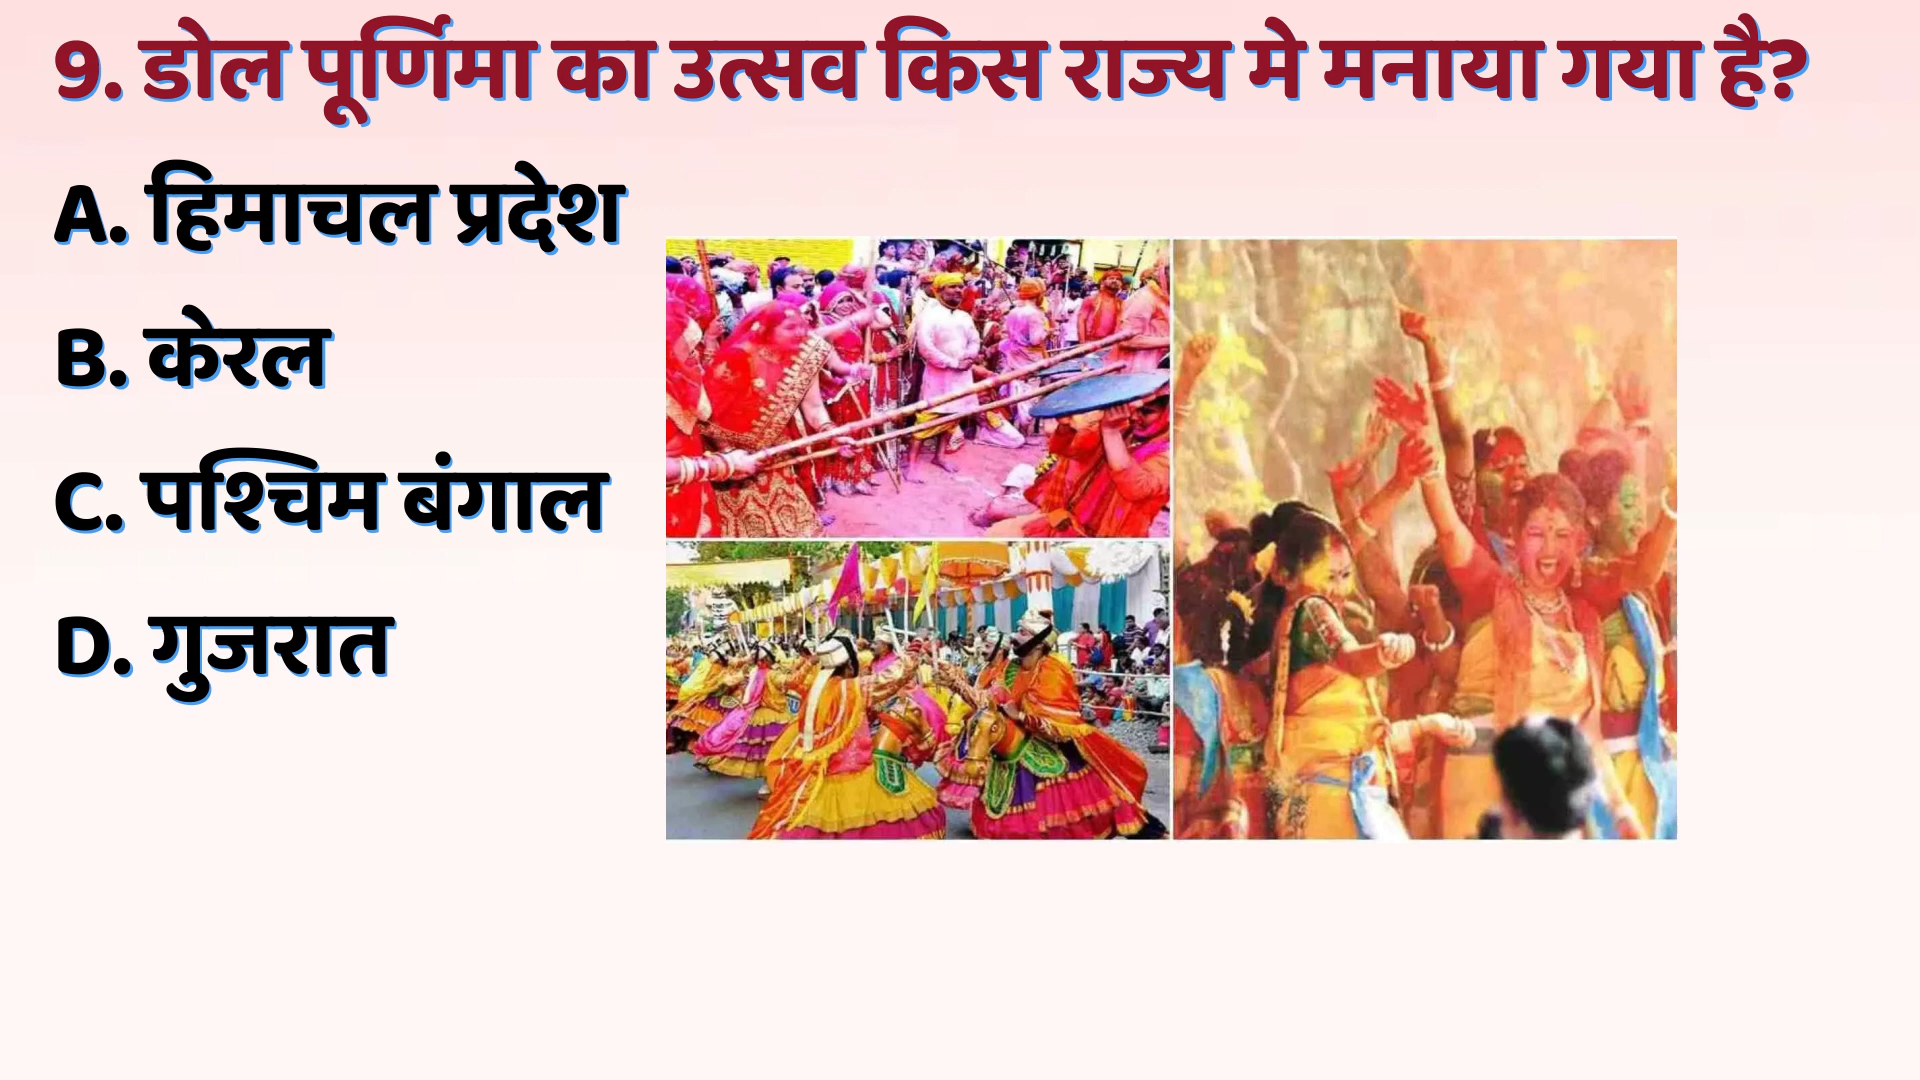 9. डोल पूर्णिमा का उत्सव किस राज्य मे मनाया गया है?
A. हिमाचल प्रदेश
B. केरल
C. पश्चिम बंगाल
D. गुजरात